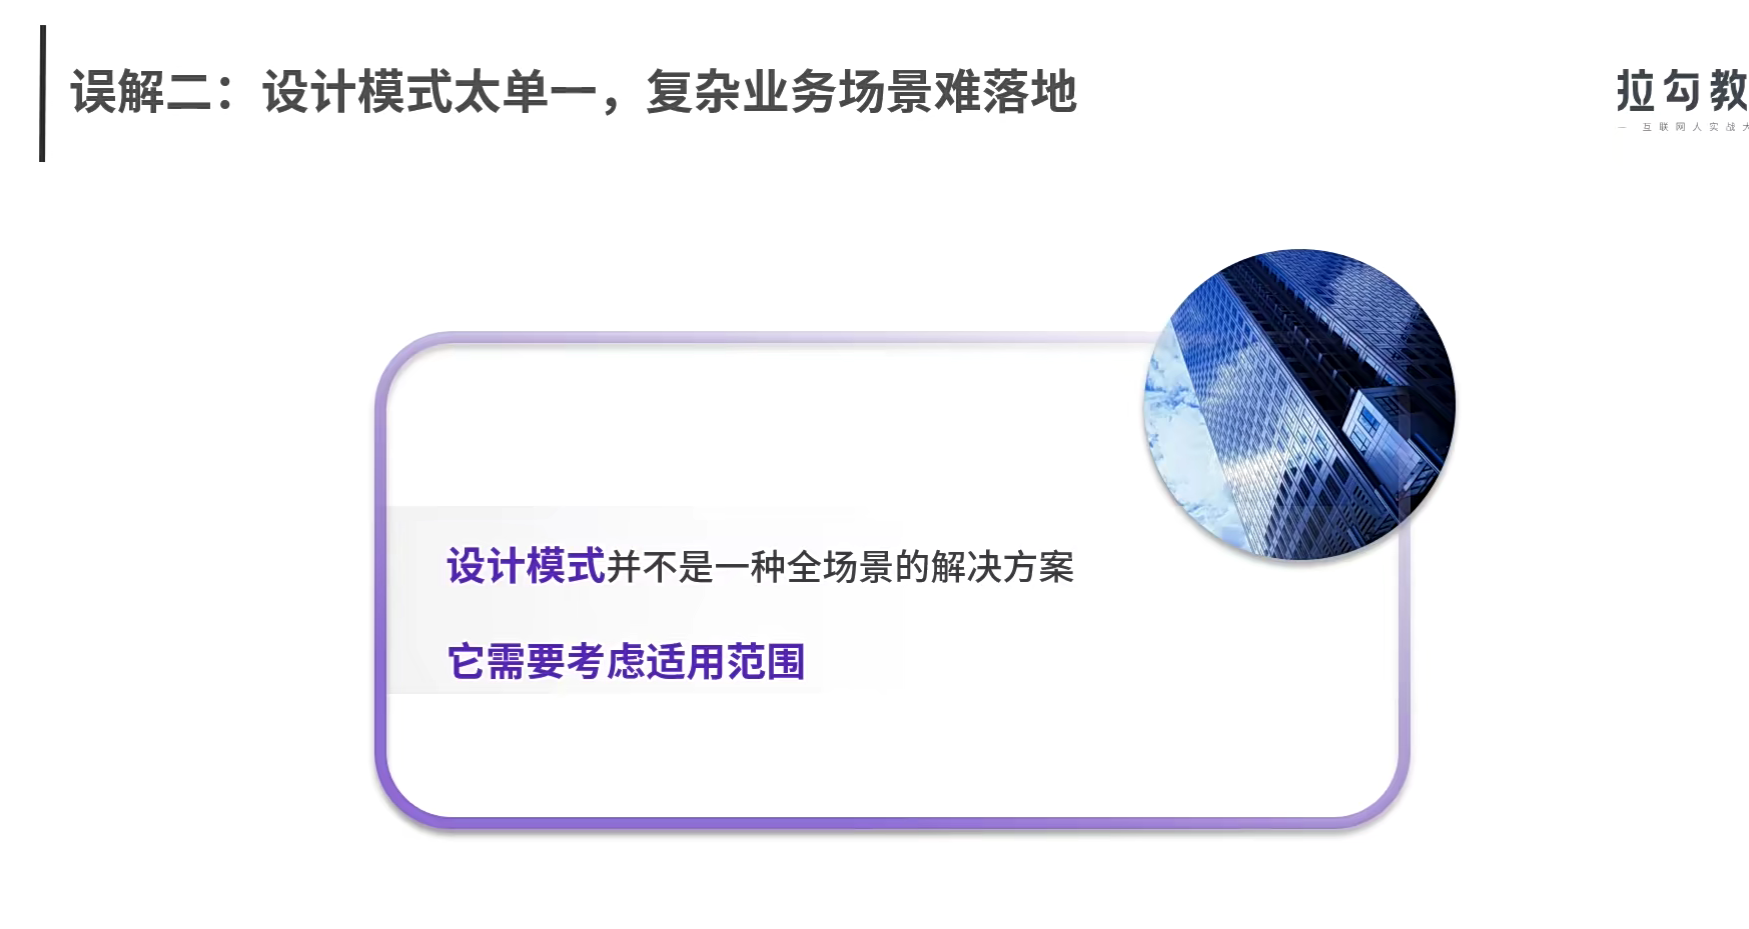 误解二：设计模式太单一，复杂业务场景难落地
拉勾教
— 互联网人实战大
设计模式并不是一种全场景的解决方案
它需要考虑适用范围